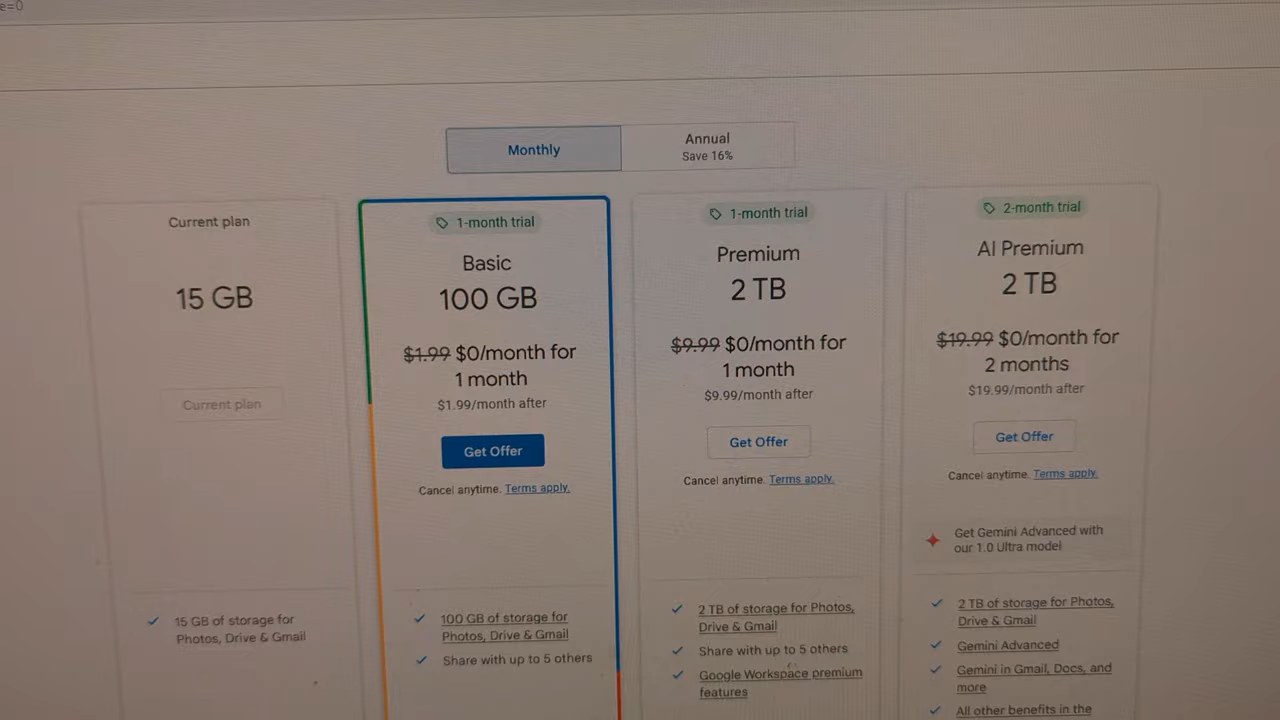 e=0
Monthly
Annual
Save 16%
Current plan
15 GB
Current plan
15 GB of storage for
Photos, Drive & Gmail
1-month trial
Basic
100 GB
$1.99 $0/month for
1 month
$1.99/month after
Get Offer
Cancel anytime. Terms apply.
100 GB of storage for
Photos, Drive & Gmail
Share with up to 5 others
1-month trial
Premium
2 TB
$9.99 $0/month for
1 month
$9.99/month after
Get Offer
Cancel anytime. Terms apply.
2 TB of storage for Photos,
Drive & Gmail
Share with up to 5 others
Google Workspace premium
features
2-month trial
AI Premium
2 TB
$19.99 $0/month for
2 months
$19.99/month after
Get Offer
Cancel anytime. Terms apply.
Get Gemini Advanced with
our 1.0 Ultra model
2 TB of storage for Photos,
Drive & Gmail
Gemini Advanced
Gemini in Gmail, Docs, and
more
All other benefits in the